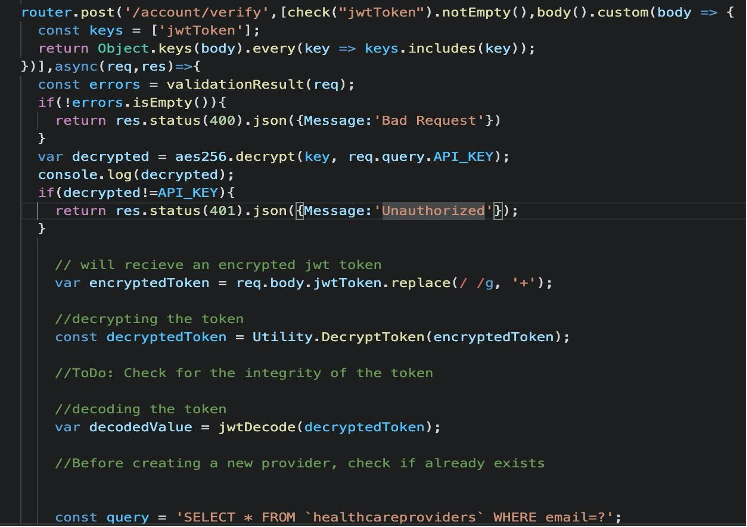 router.post('/account/verify',[check("jwtToken").notEmpty(),body().custom(body => {
const keys = ['jwtToken'];
return Object.keys(body).every(key => keys.includes(key));
})],async(req,res)=>{
const errors = validationResult(req);
if(!errors.isEmpty()){
return res.status(400).json({Message:'Bad Request'})
}
var decrypted = aes256.decrypt(key, req.query.API_KEY);
console.log(decrypted);
if(decrypted!=API_KEY){
return res.status(401).json({Message:'Unauthorized'});
}
// will recieve an encrypted jwt token
var encryptedToken = req.body.jwtToken.replace(/ /g, '+');
//decrypting the token
const decryptedToken = Utility.DecryptToken(encryptedToken);
//ToDo: Check for the integrity of the token
//decoding the token
var decodedValue = jwtDecode(decryptedToken);
//Before creating a new provider, check if already exists
const query = 'SELECT * FROM `healthcareproviders` WHERE email=?';